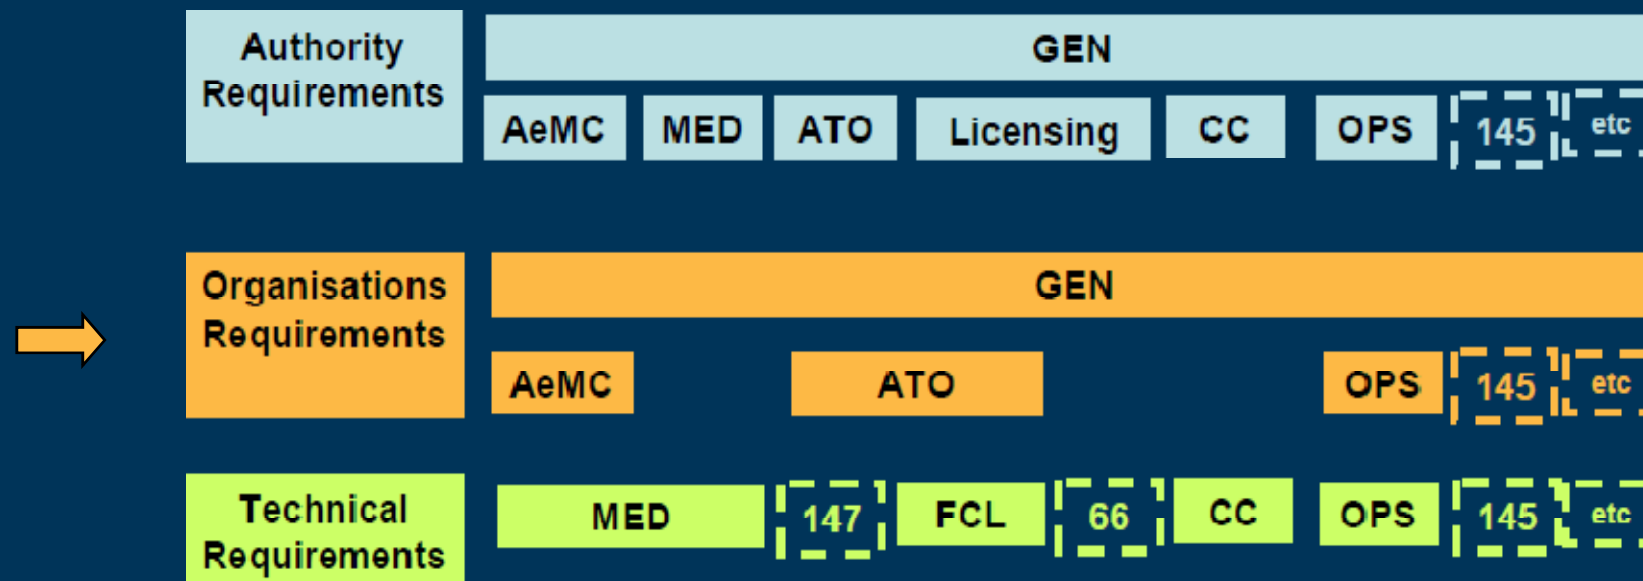 Authority
Requirements
GEN
AeMC MED ATO Licensing CC OPS 145 etc
Organisations
Requirements
GEN
AeMC ATO OPS 145 etc
Technical
Requirements
MED 147 FCL 66 CC OPS 145 etc